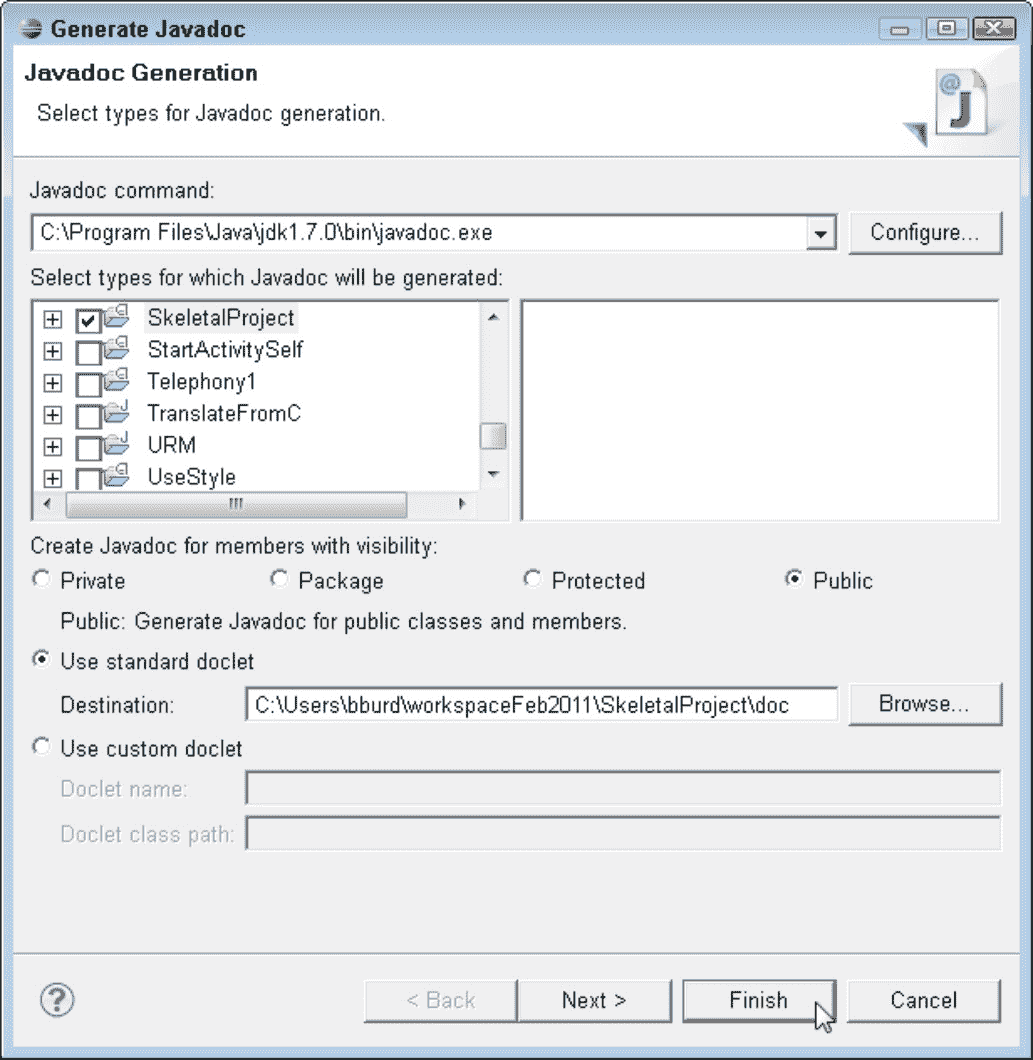 Generate Javadoc
Javadoc Generation
Select types for Javadoc generation.
@ J
Javadoc command:
C:\Program Files\Java\jdk1.7.0\bin\javadoc.exe
Configure...
Select types for which Javadoc will be generated:
SkeletalProject
StartActivitySelf
Telephony1
TranslateFromC
URM
UseStyle
Create Javadoc for members with visibility:
Private Package Protected Public
Public: Generate Javadoc for public classes and members.
Use standard doclet
Destination: C:\Users\bburd\workspaceFeb2011\SkeletalProject\doc Browse...
Use custom doclet
Doclet name:
Doclet class path:
? < Back Next > Finish Cancel